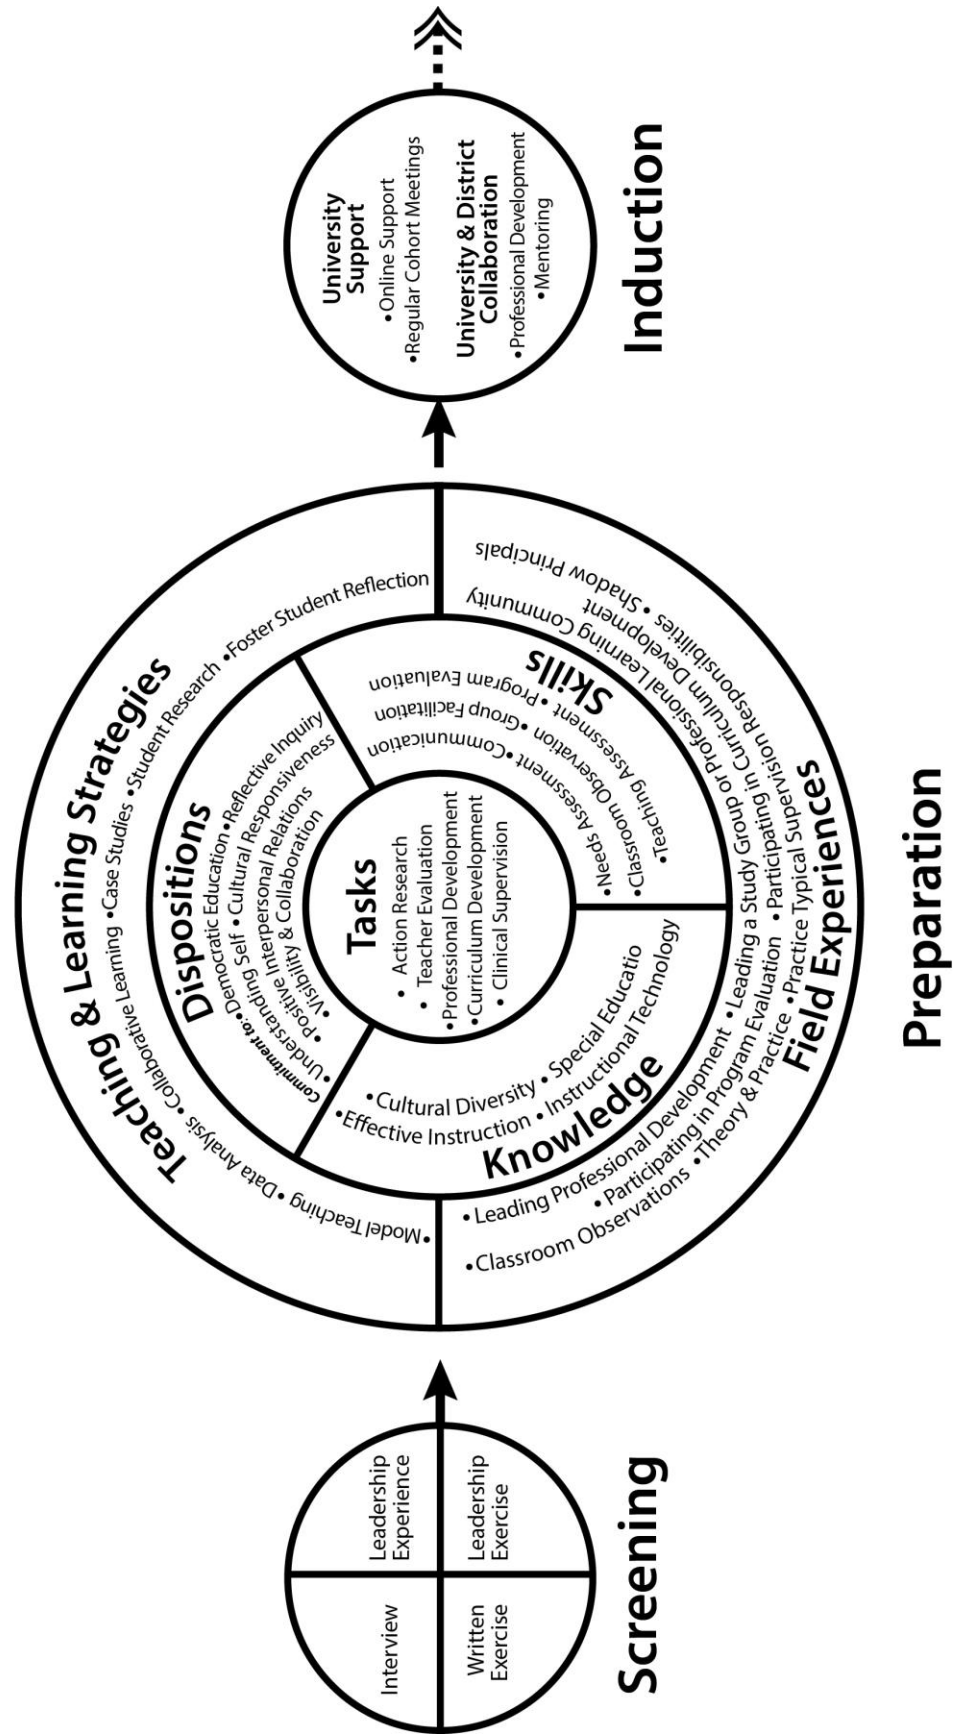 Interview
Leadership
Experience
Written
Exercise
Leadership
Exercise
Screening
Teaching & Learning Strategies
•Model Teaching •Data Analysis •Collaborative Learning •Case Studies •Student Research •Foster Student Reflection
Dispositions
Commitment to: •Democratic Education •Reflective Inquiry
•Understanding Self •Cultural Responsiveness
•Positive Interpersonal Relations
•Visibility & Collaboration
Tasks
• Action Research
• Teacher Evaluation
•Professional Development
•Curriculum Development
• Clinical Supervision
•Cultural Diversity •Special Educatio
•Effective Instruction •Instructional Technology
Knowledge
•Needs Assessment •Communication
•Classroom Observation •Group Facilitation
•Teaching Assessment •Program Evaluation
Skills
•Leading Professional Development •Leading a Study Group or Professional Learning Community
•Participating in Program Evaluation •Participating in Curriculum Development
•Classroom Observations •Theory & Practice •Practice Typical Supervision Responsibilities •Shadow Principals
Field Experiences
Preparation
University
Support
•Online Support
•Regular Cohort Meetings
University & District
Collaboration
•Professional Development
•Mentoring
Induction